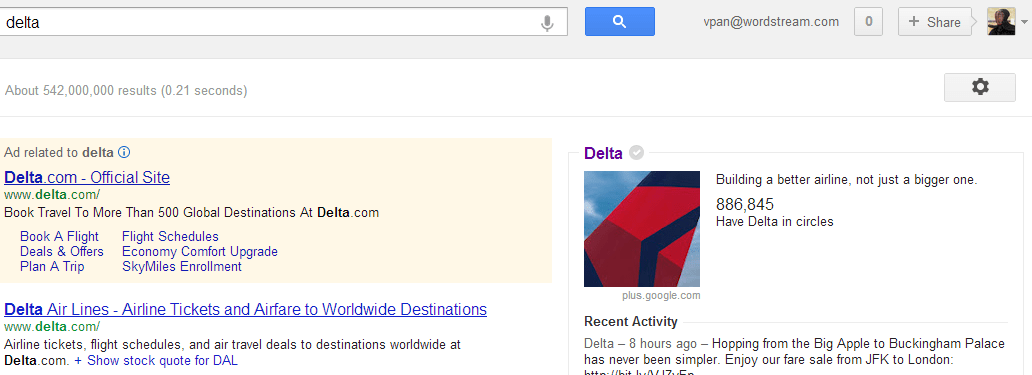 delta
vpan@wordstream.com
0
+ Share
About 542,000,000 results (0.21 seconds)
Ad related to delta
Delta.com - Official Site
www.delta.com/
Book Travel To More Than 500 Global Destinations At Delta.com
Book A Flight Flight Schedules
Deals & Offers Economy Comfort Upgrade
Plan A Trip SkyMiles Enrollment
Delta Air Lines - Airline Tickets and Airfare to Worldwide Destinations
www.delta.com/
Airline tickets, flight schedules, and air travel deals to destinations worldwide at
Delta.com. + Show stock quote for DAL
Delta
Building a better airline, not just a bigger one.
886,845
Have Delta in circles
plus.google.com
Recent Activity
Delta – 8 hours ago – Hopping from the Big Apple to Buckingham Palace
has never been simpler. Enjoy our fare sale from JFK to London: